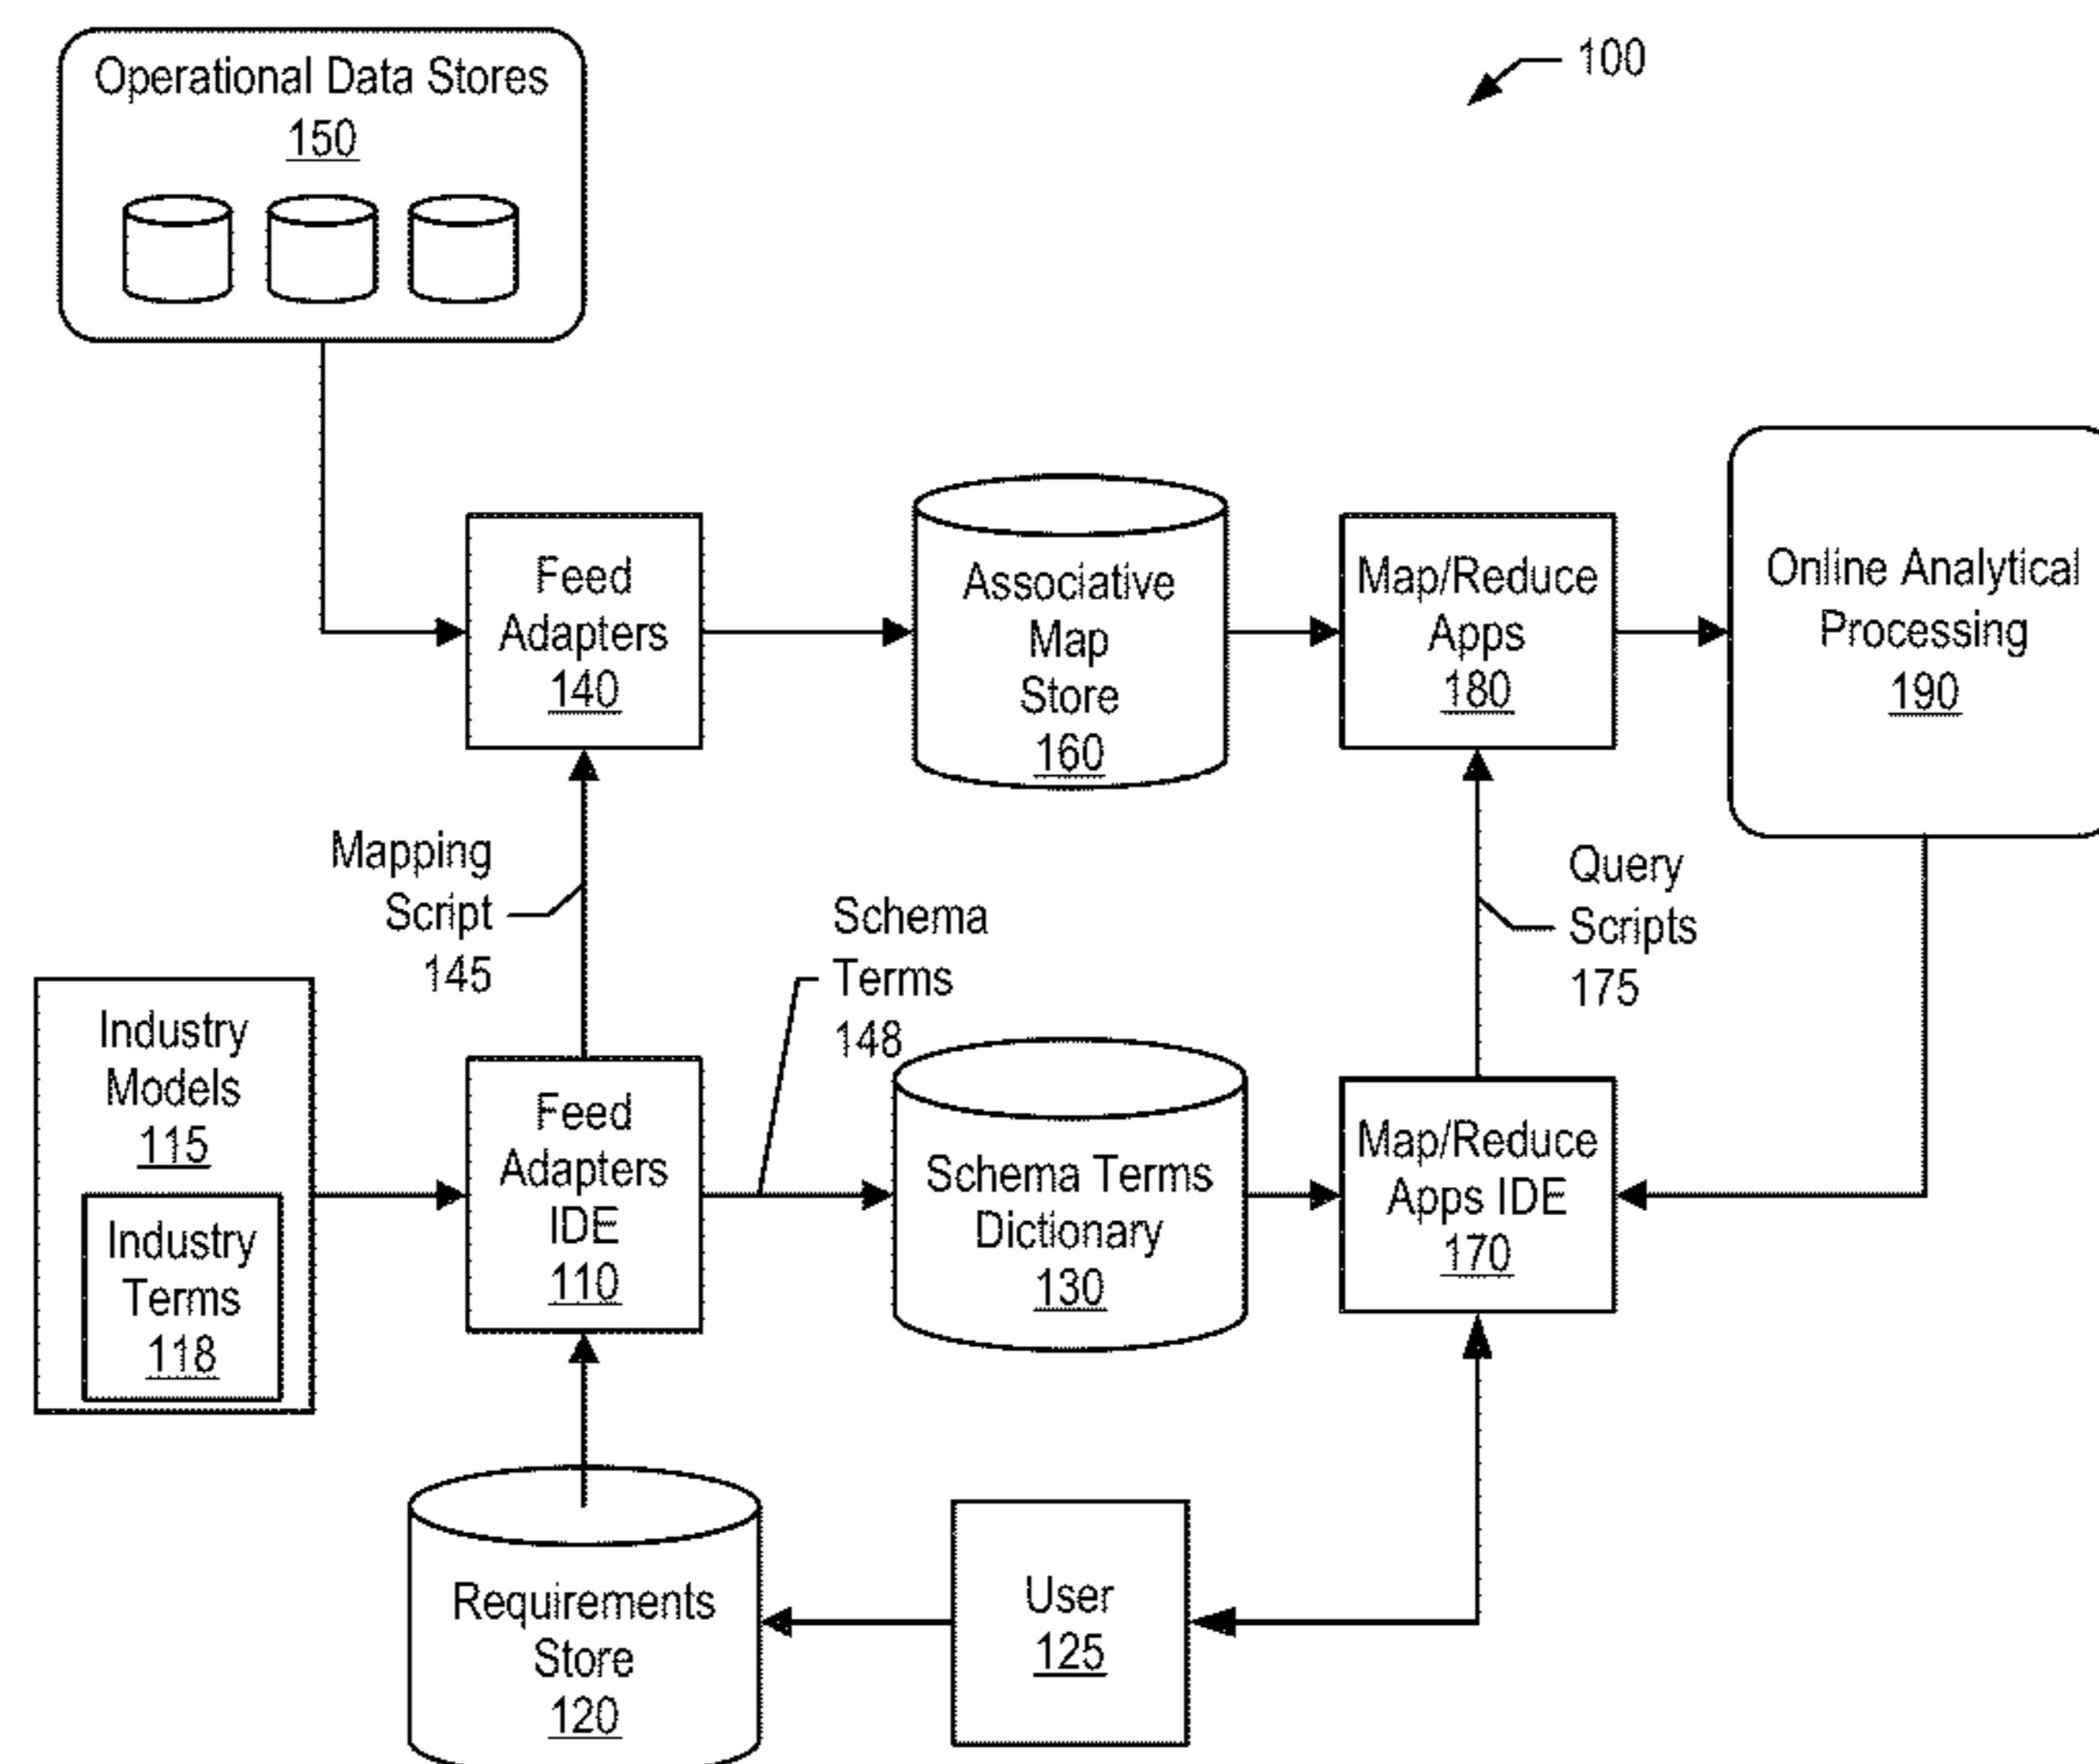 Operational Data Stores
150
100
Feed
Adapters
140
Associative
Map
Store
160
Map/Reduce
Apps
180
Online Analytical
Processing
190
Mapping
Script
145
Schema
Terms
148
Query
Scripts
175
Industry
Models
115
Industry
Terms
118
Feed
Adapters
IDE
110
Schema Terms
Dictionary
130
Map/Reduce
Apps IDE
170
Requirements
Store
120
User
125